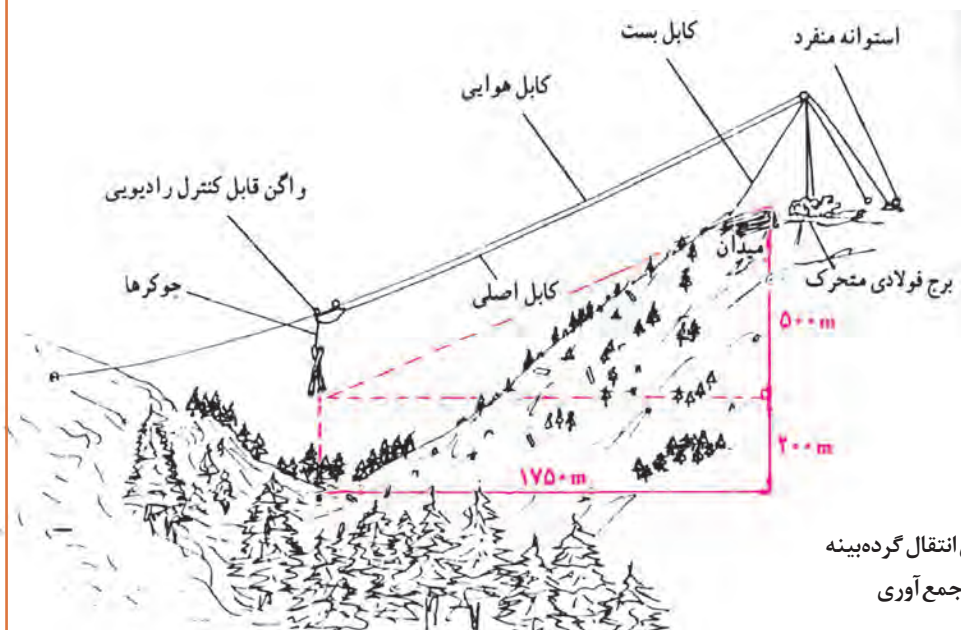 استوانه منفرد
کابل بست
کابل هوایی
واگن قابل کنترل رادیویی
جوکرها
کابل اصلی
میدان
برج فولادی متحرک
۵۰۰m
۲۰۰m
۱۷۵۰m
انتقال گرده‌بینه
جمع‌آوری